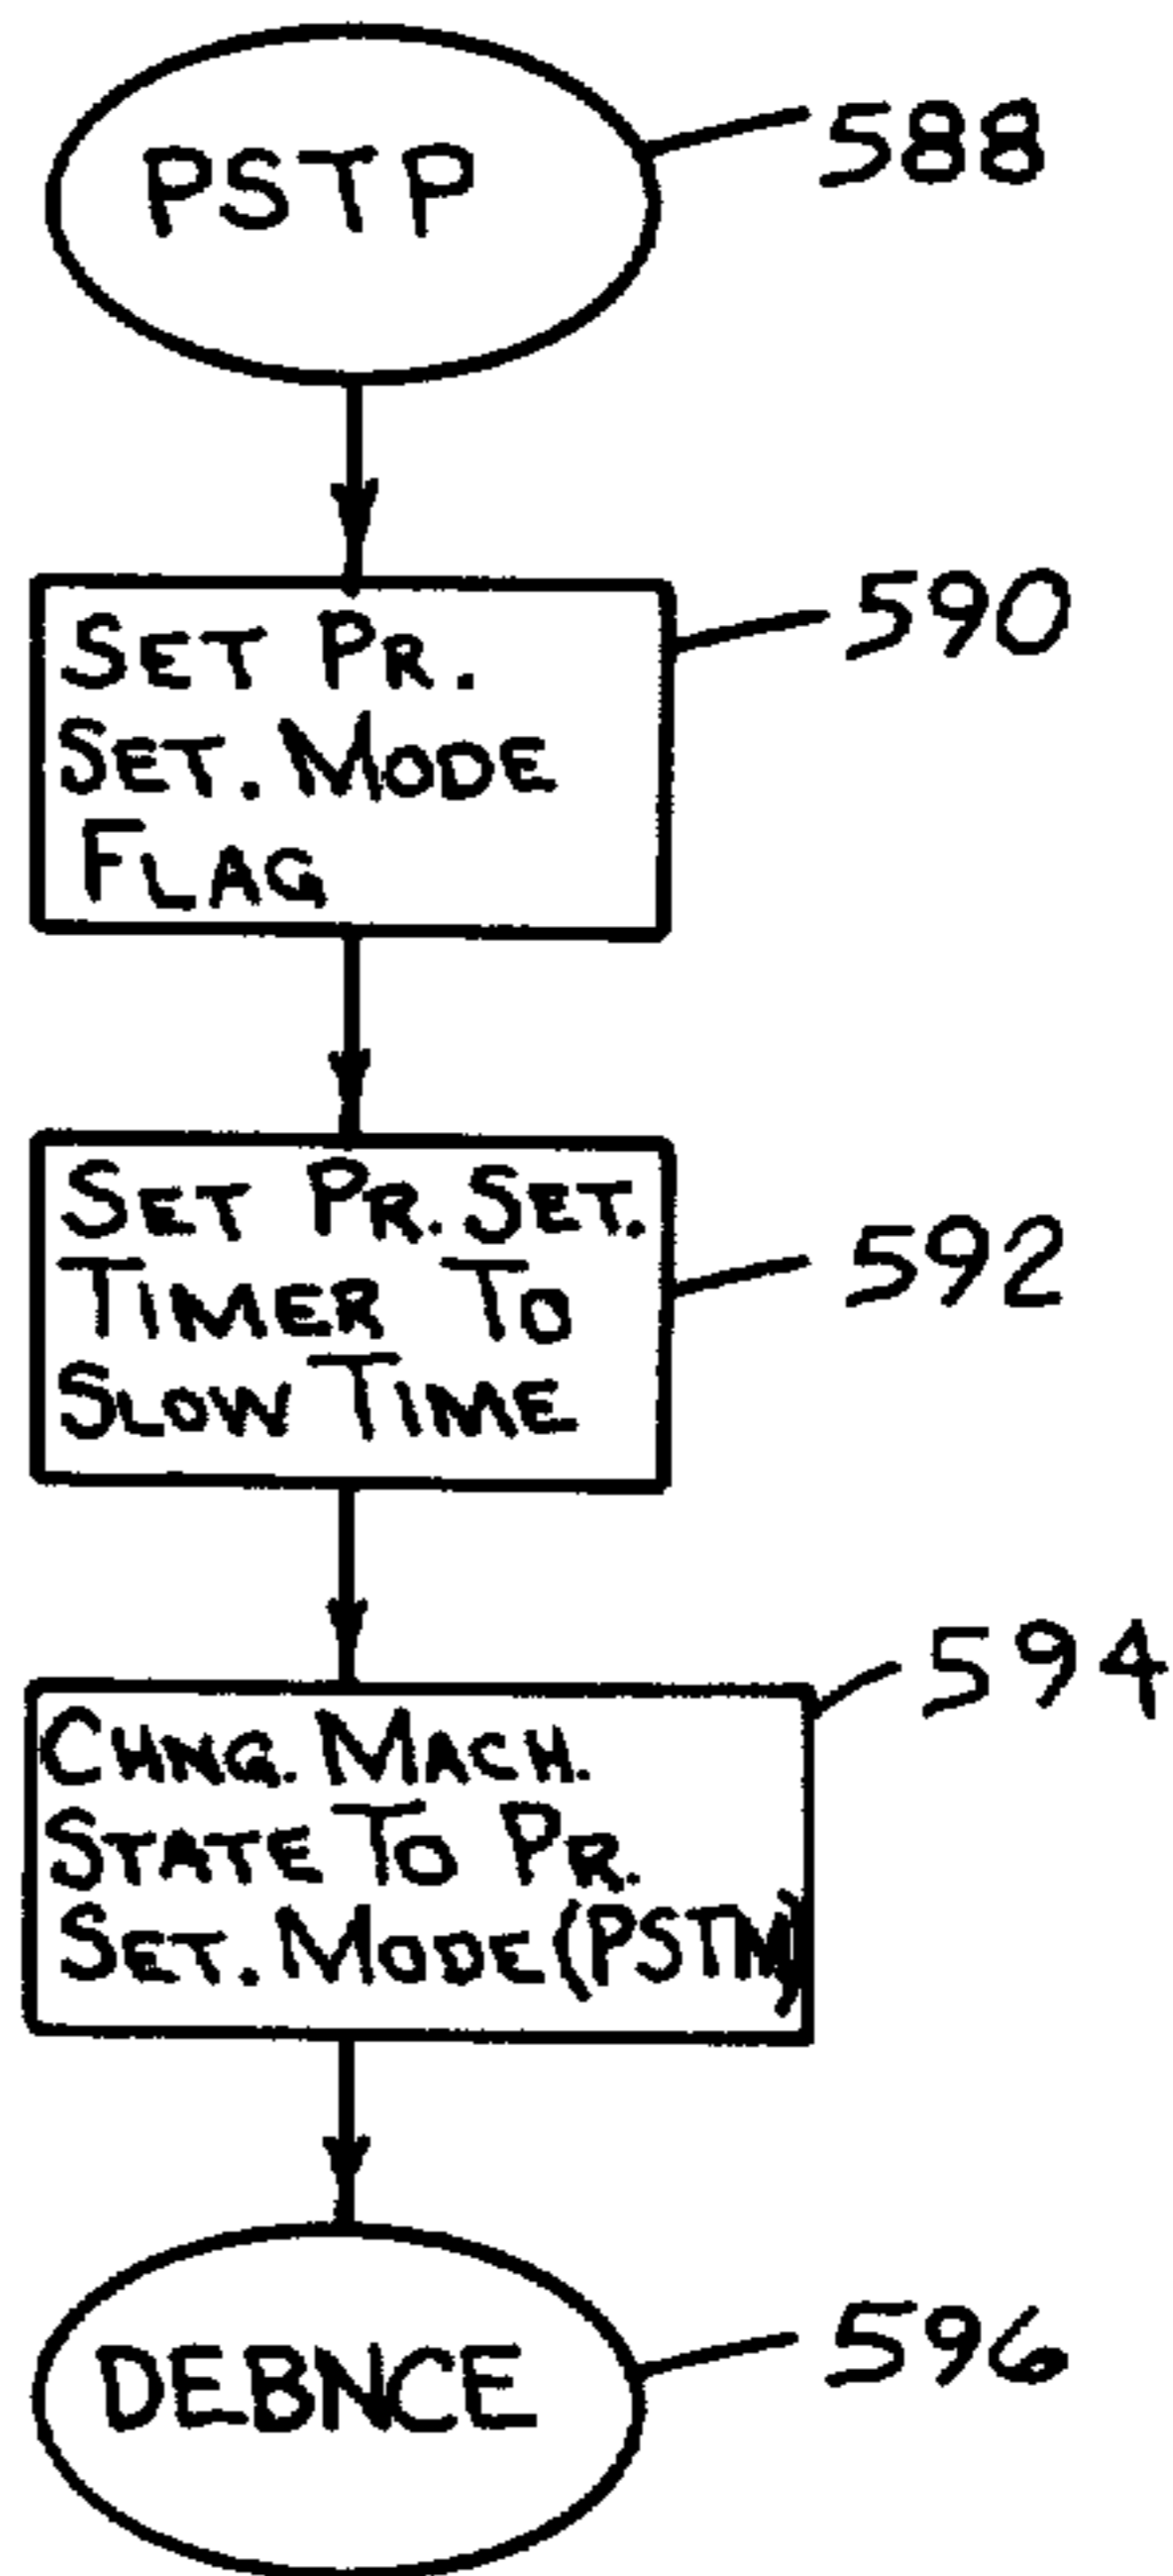 PSTP
588
SET PR.
SET. MODE
FLAG
590
SET PR. SET.
TIMER TO
SLOW TIME
592
CHNG. MACH.
STATE TO PR.
SET. MODE (PSTM)
594
DEBNCE
596